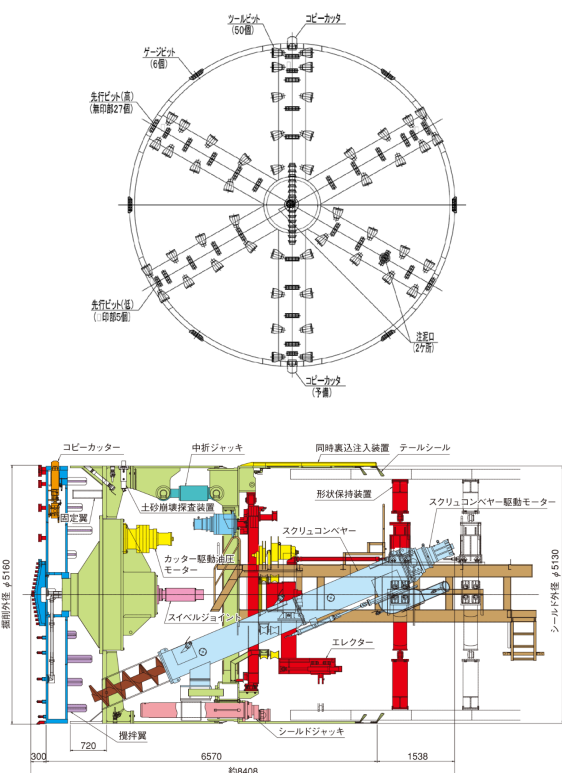 ツールビット
(50個)
コピーカッタ
ゲージビット
(6個)
先行ビット(高)
(無印部27個)
先行ビット(低)
(□印部5個)
注泥口
(2ケ所)
コピーカッタ
(予備)
コピーカッター
中折ジャッキ
同時裏込注入装置
テールシール
土砂崩壊探査装置
形状保持装置
スクリュコンベヤー駆動モーター
固定翼
スクリュコンベヤー
カッター駆動油圧
モーター
スイベルジョイント
掘削外径 φ5160
シールド外径 φ5130
エレクター
攪拌翼
シールドジャッキ
720
300
6570
1538
約8408